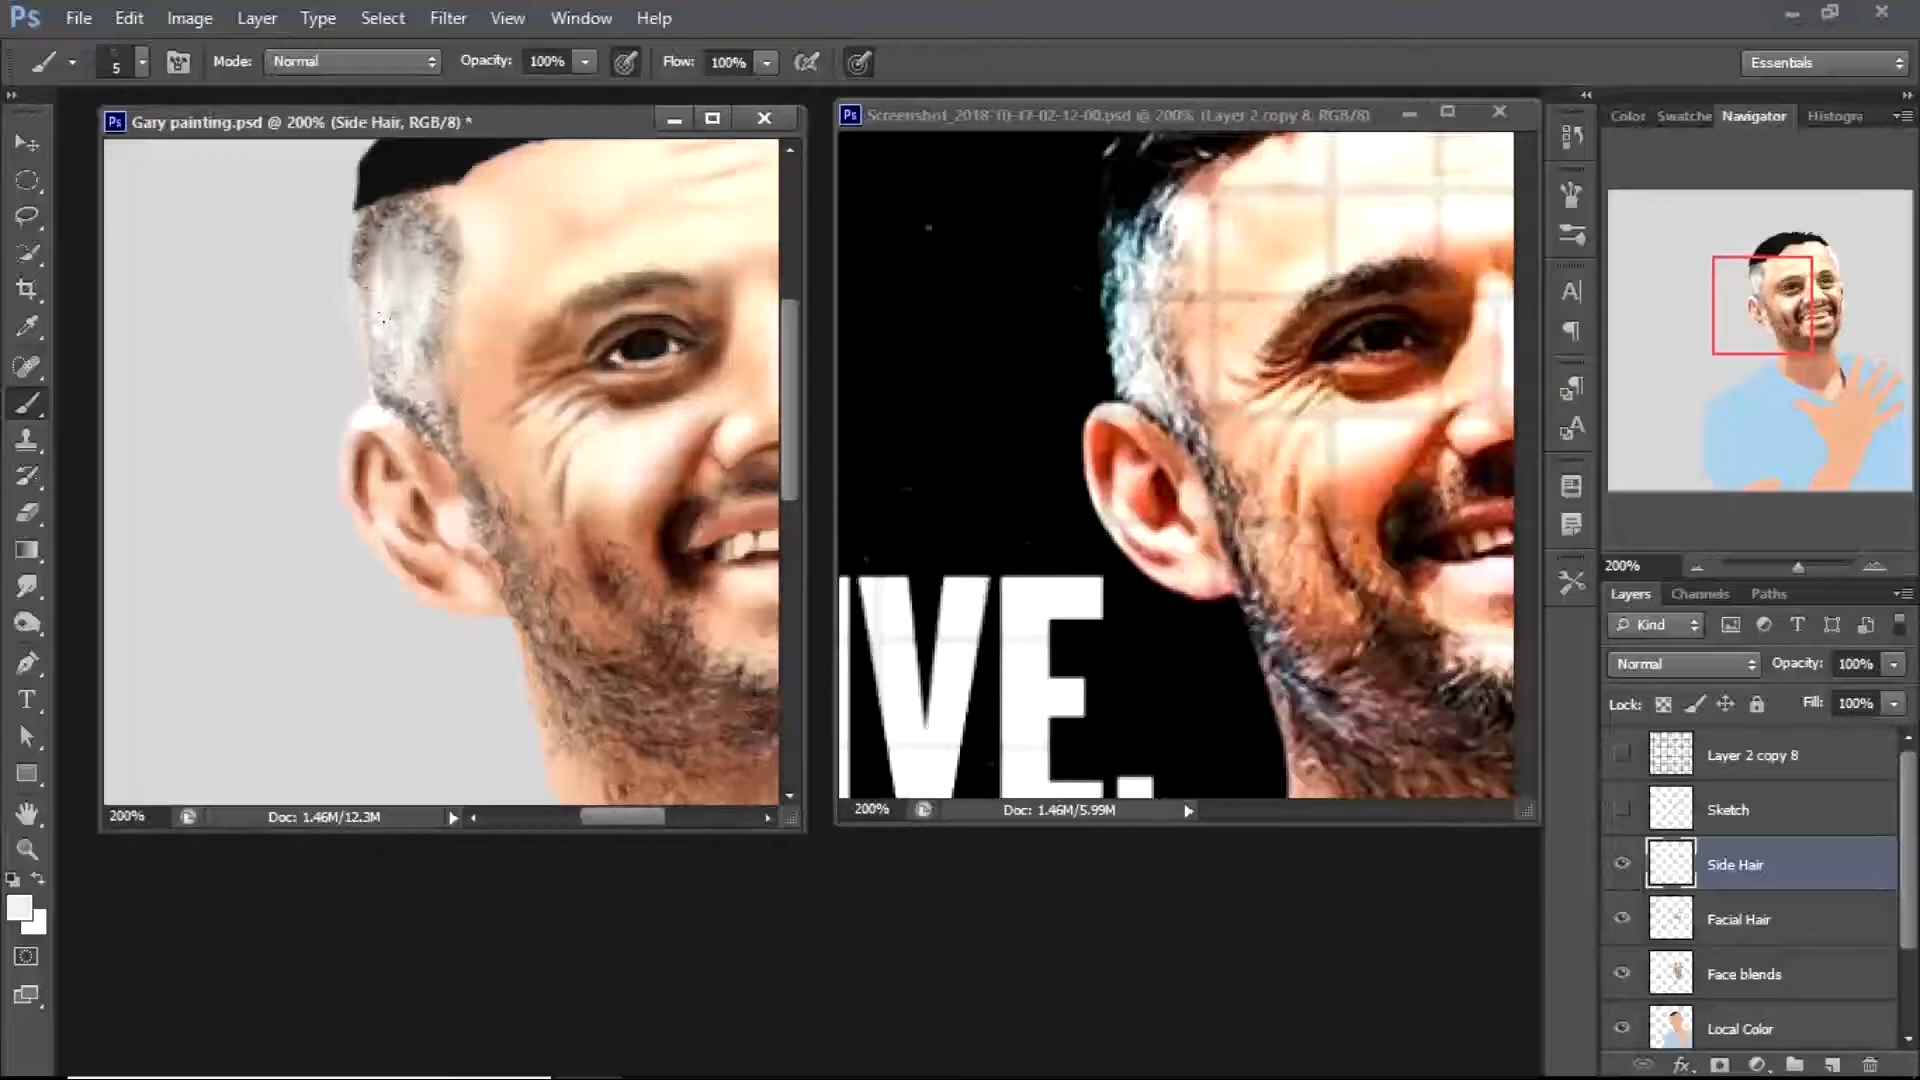 Ps File Edit Image Layer Type Select Filter View Window Help
5 Mode: Normal Opacity: 100% Flow: 100% Essentials
Ps Gary painting.psd @ 200% (Side Hair, RGB/8) *
Color Swatche Navigator Histogra
IVE.
200% Doc: 1.46M/12.3M
200% Doc: 1.46M/5.99M
200%
Layers Channels Paths
Kind T
Normal Opacity: 100%
Lock: Fill: 100%
Layer 2 copy 8
Sketch
Side Hair
Facial Hair
Face blends
Local Color
fx